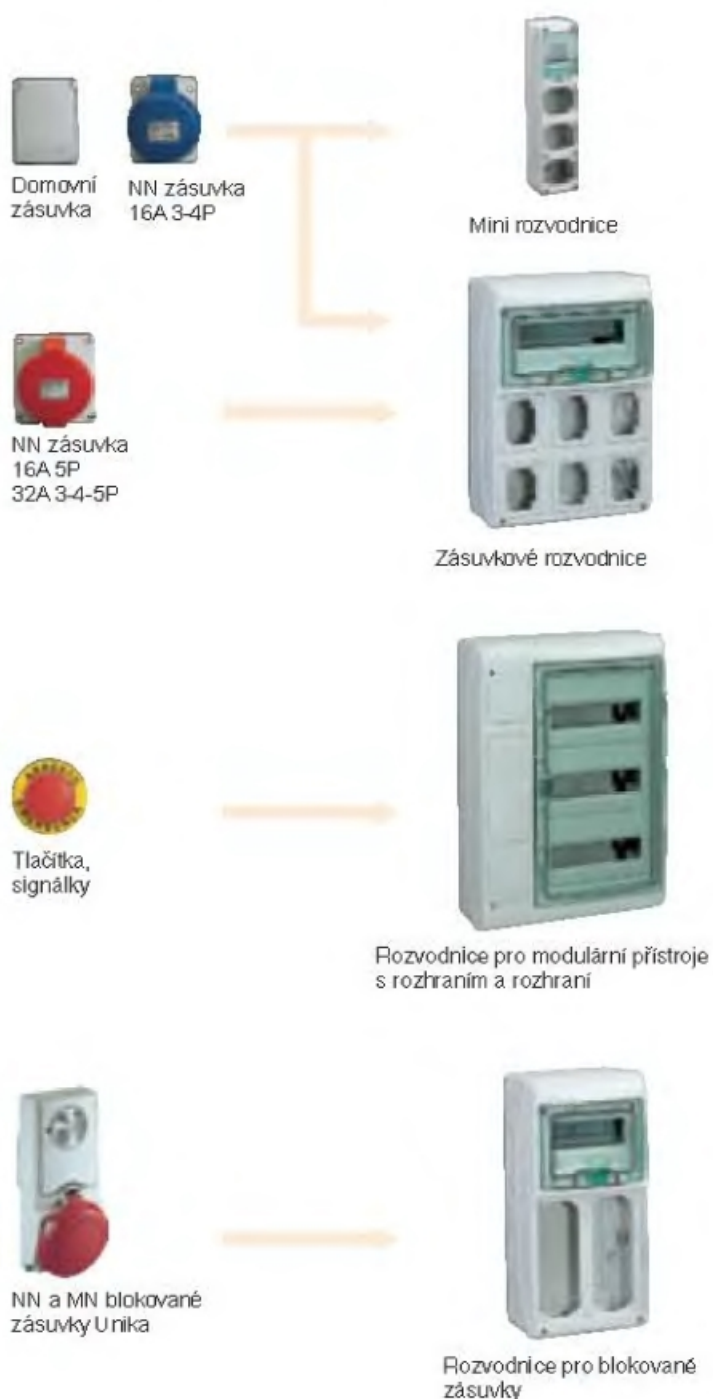 Domovní
zásuvka
NN zásuvka
16A 3-4P
Mini rozvodnice
NN zásuvka
16A 5P
32A 3-4-5P
Zásuvkové rozvodnice
Tlačítka,
signálky
Rozvodnice pro modulární přístroje
s rozhraním a rozhraní
NN a MN blokované
zásuvky Unika
Rozvodnice pro blokované
zásuvky